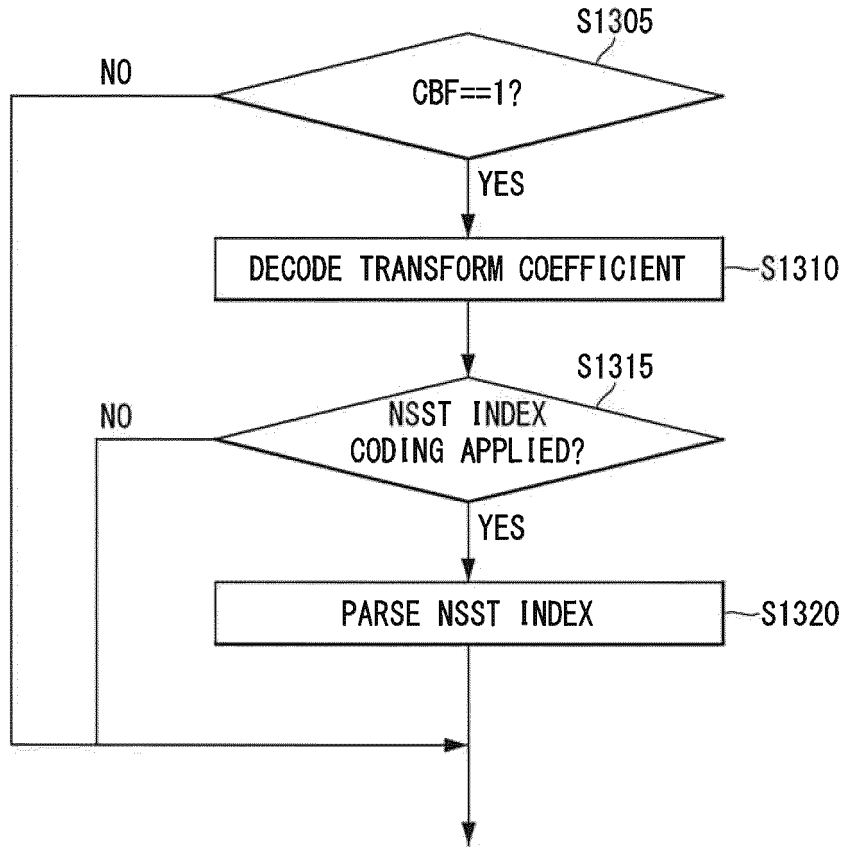 S1305
NO
CBF==1?
YES
DECODE TRANSFORM COEFFICIENT
S1310
S1315
NO
NSST INDEX
CODING APPLIED?
YES
PARSE NSST INDEX
S1320